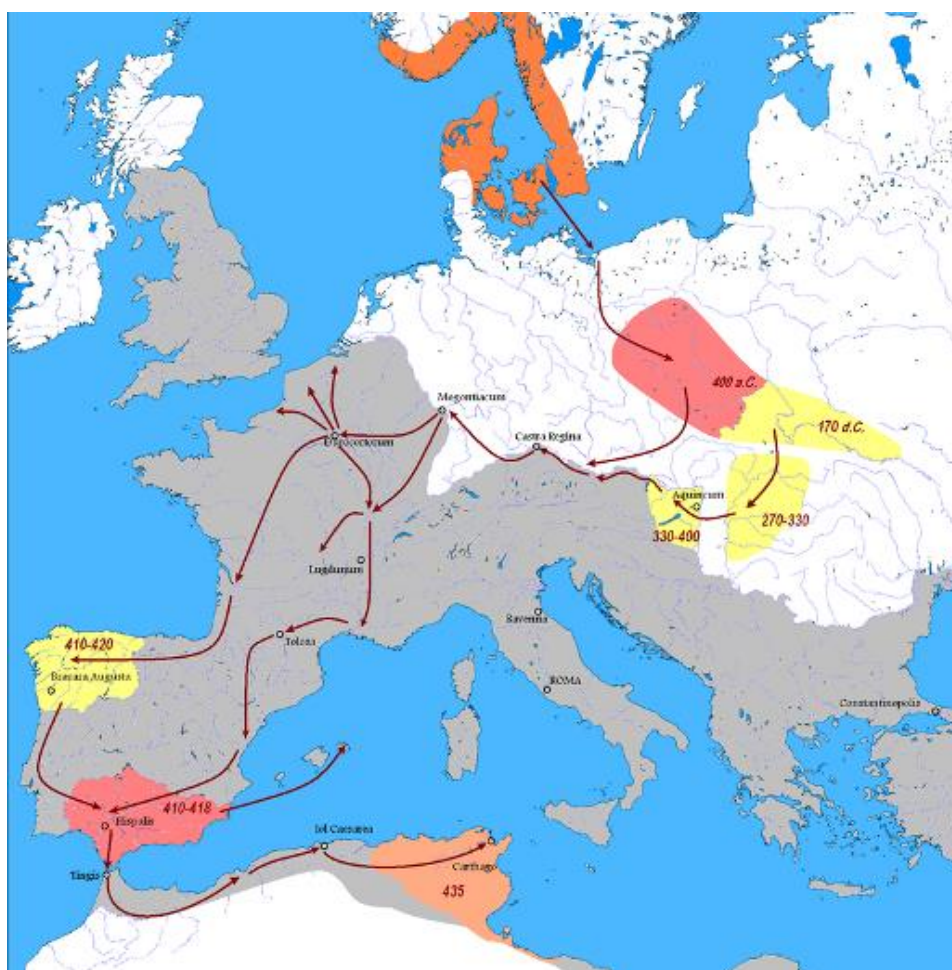 400 a.C.
Mogontiacum
170 d.C.
Durocortorum
Castra Regina
Aquincum
270-330
330-400
Lugdunum
Ravenna
Tolosa
410-420
Bracara Augusta
ROMA
Constantinopolis
410-418
Hispalis
Iol Caesarea
Carthago
Tingis
435